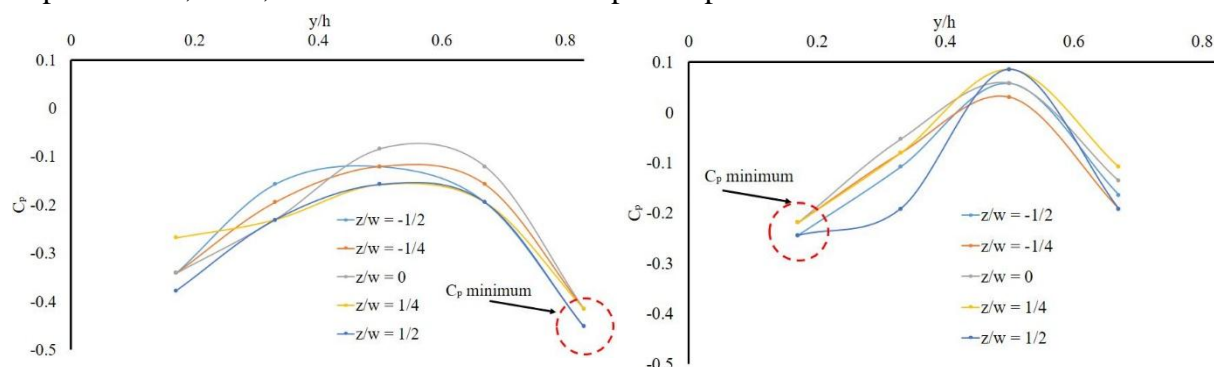 y/h
0 0.2 0.4 0.6 0.8
0.1
0
-0.1
-0.2
-0.3
-0.4
-0.5
Cₚ
z/w = -1/2
z/w = -1/4
z/w = 0
z/w = 1/4
z/w = 1/2
Cₚ minimum
y/h
0 0.2 0.4 0.6 0.8
0.1
0
-0.1
-0.2
-0.3
-0.4
-0.5
Cₚ
Cₚ minimum
z/w = -1/2
z/w = -1/4
z/w = 0
z/w = 1/4
z/w = 1/2